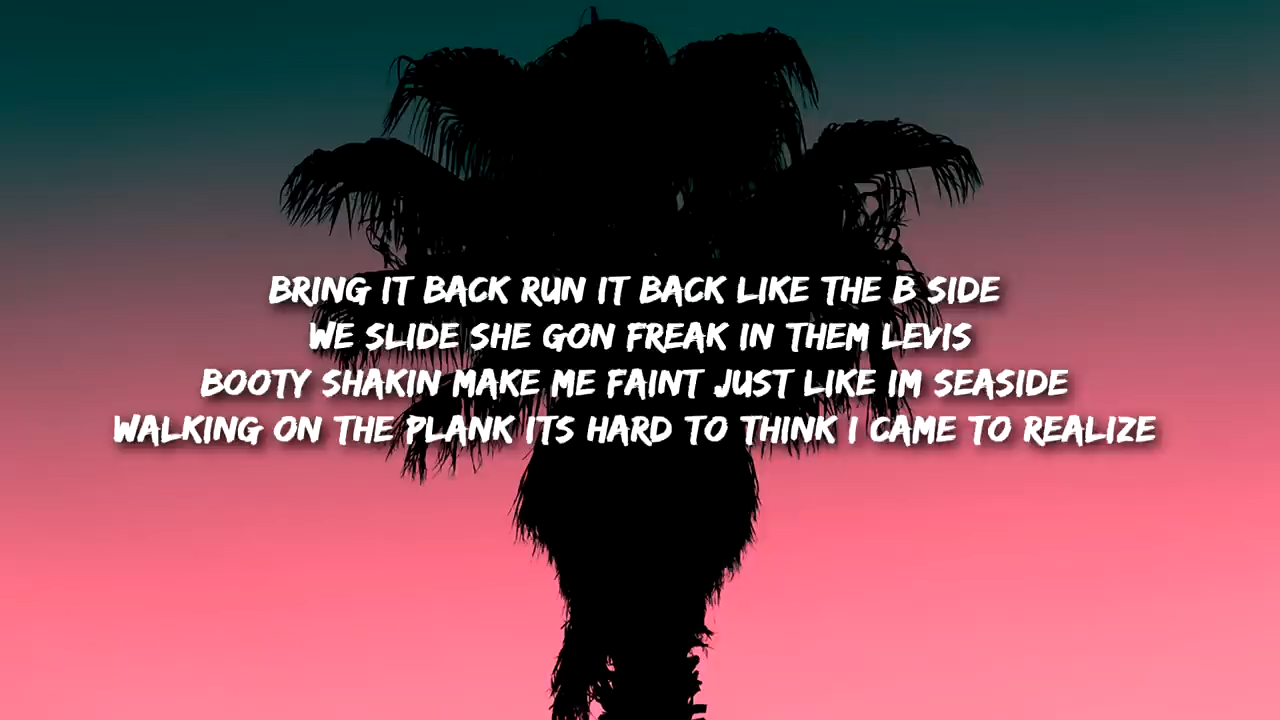 BRING IT BACK RUN IT BACK LIKE THE B SIDE
WE SLIDE SHE GON FREAK IN THEM LEVIS
BOOTY SHAKIN MAKE ME FAINT JUST LIKE IM SEASIDE
WALKING ON THE PLANK ITS HARD TO THINK I CAME TO REALIZE